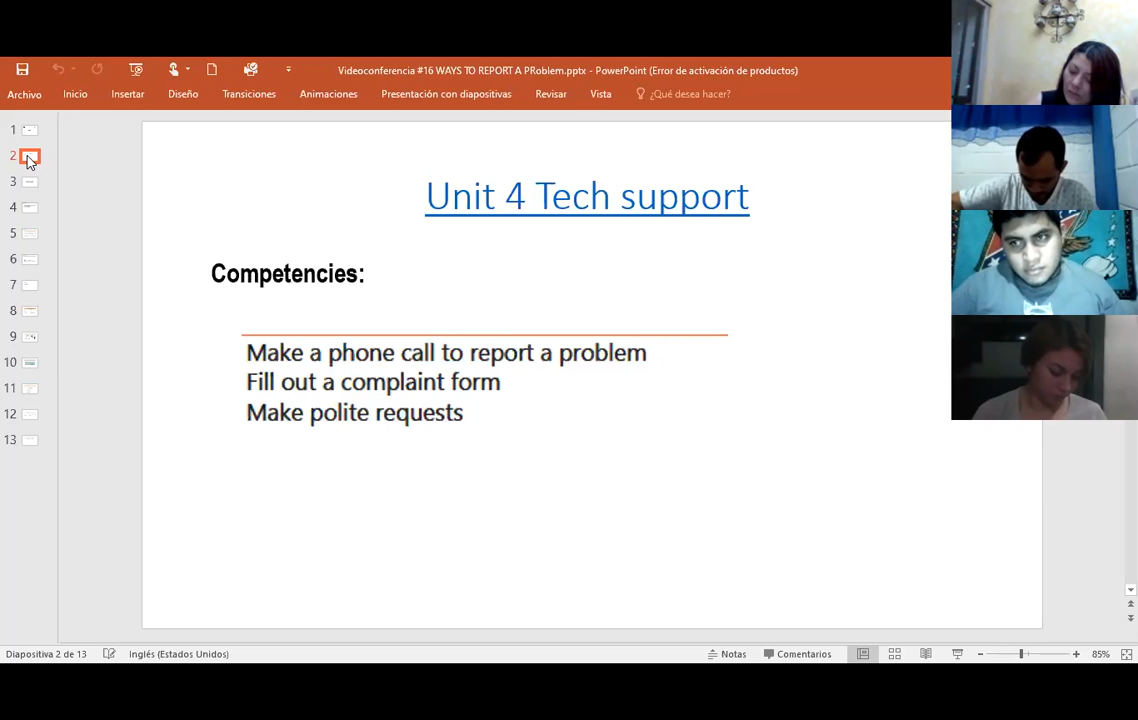 Videoconferencia #16 WAYS TO REPORT A PRoblem.pptx - PowerPoint (Error de activación de productos)
Archivo Inicio Insertar Diseño Transiciones Animaciones Presentación con diapositivas Revisar Vista ¿Qué desea hacer?
1
2
3
4
5
6
7
8
9
10
11
12
13
Unit 4 Tech support
Competencies:
Make a phone call to report a problem
Fill out a complaint form
Make polite requests
Diapositiva 2 de 13 Inglés (Estados Unidos) Notas Comentarios 85%